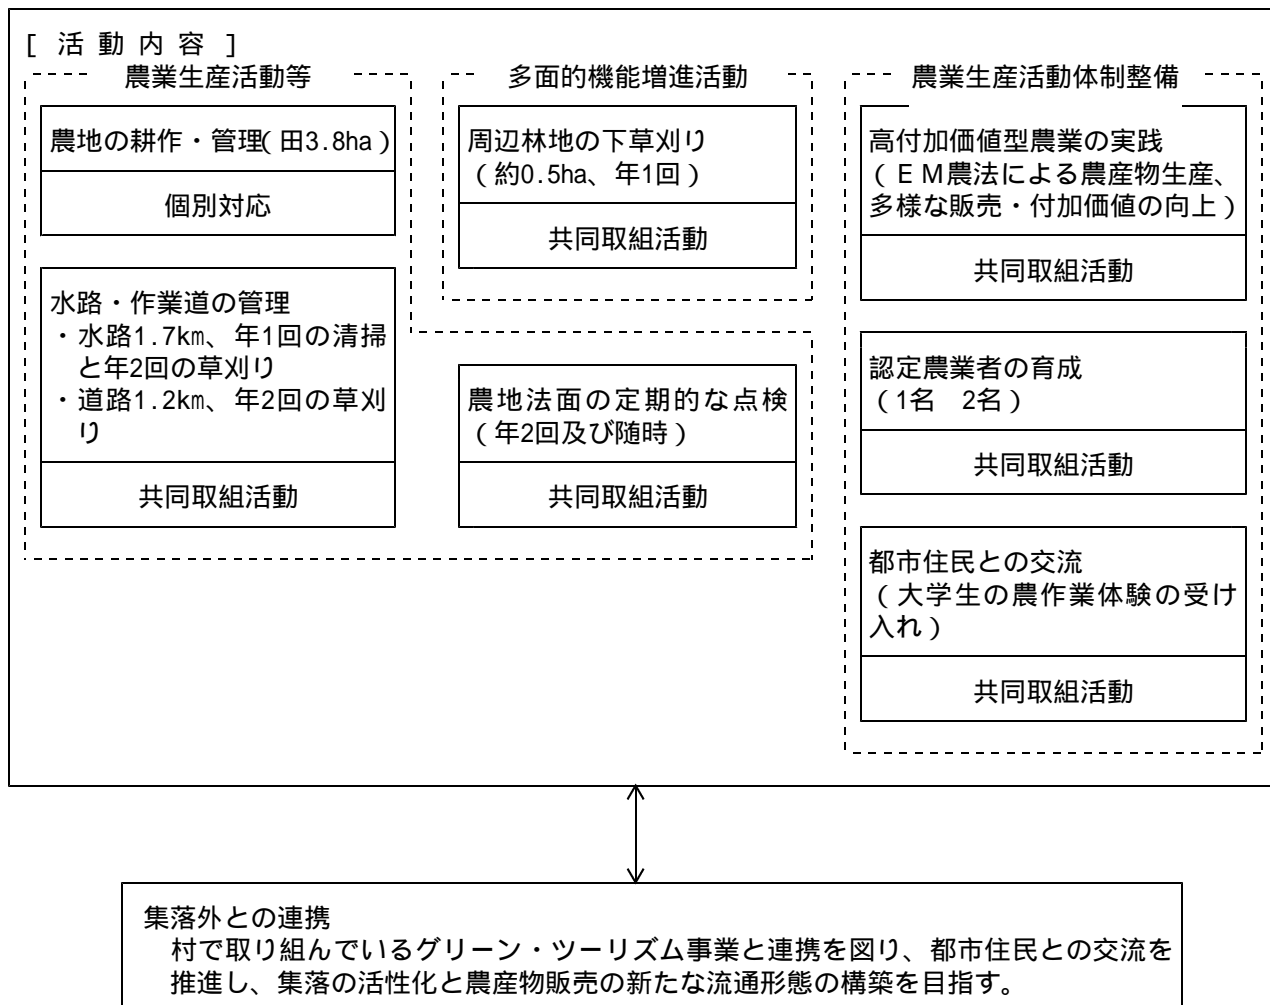 [ 活 動 内 容 ]
農業生産活動等
農地の耕作・管理(田3.8ha)
個別対応
水路・作業道の管理
・水路1.7km、年1回の清掃
と年2回の草刈り
・道路1.2km、年2回の草刈
り
共同取組活動
多面的機能増進活動
周辺林地の下草刈り
(約0.5ha、年1回)
共同取組活動
農地法面の定期的な点検
(年2回及び随時)
共同取組活動
農業生産活動体制整備
高付加価値型農業の実践
(EM農法による農産物生産、
多様な販売・付加価値の向上)
共同取組活動
認定農業者の育成
(1名 2名)
共同取組活動
都市住民との交流
(大学生の農作業体験の受け
入れ)
共同取組活動
集落外との連携
村で取り組んでいるグリーン・ツーリズム事業と連携を図り、都市住民との交流を
推進し、集落の活性化と農産物販売の新たな流通形態の構築を目指す。